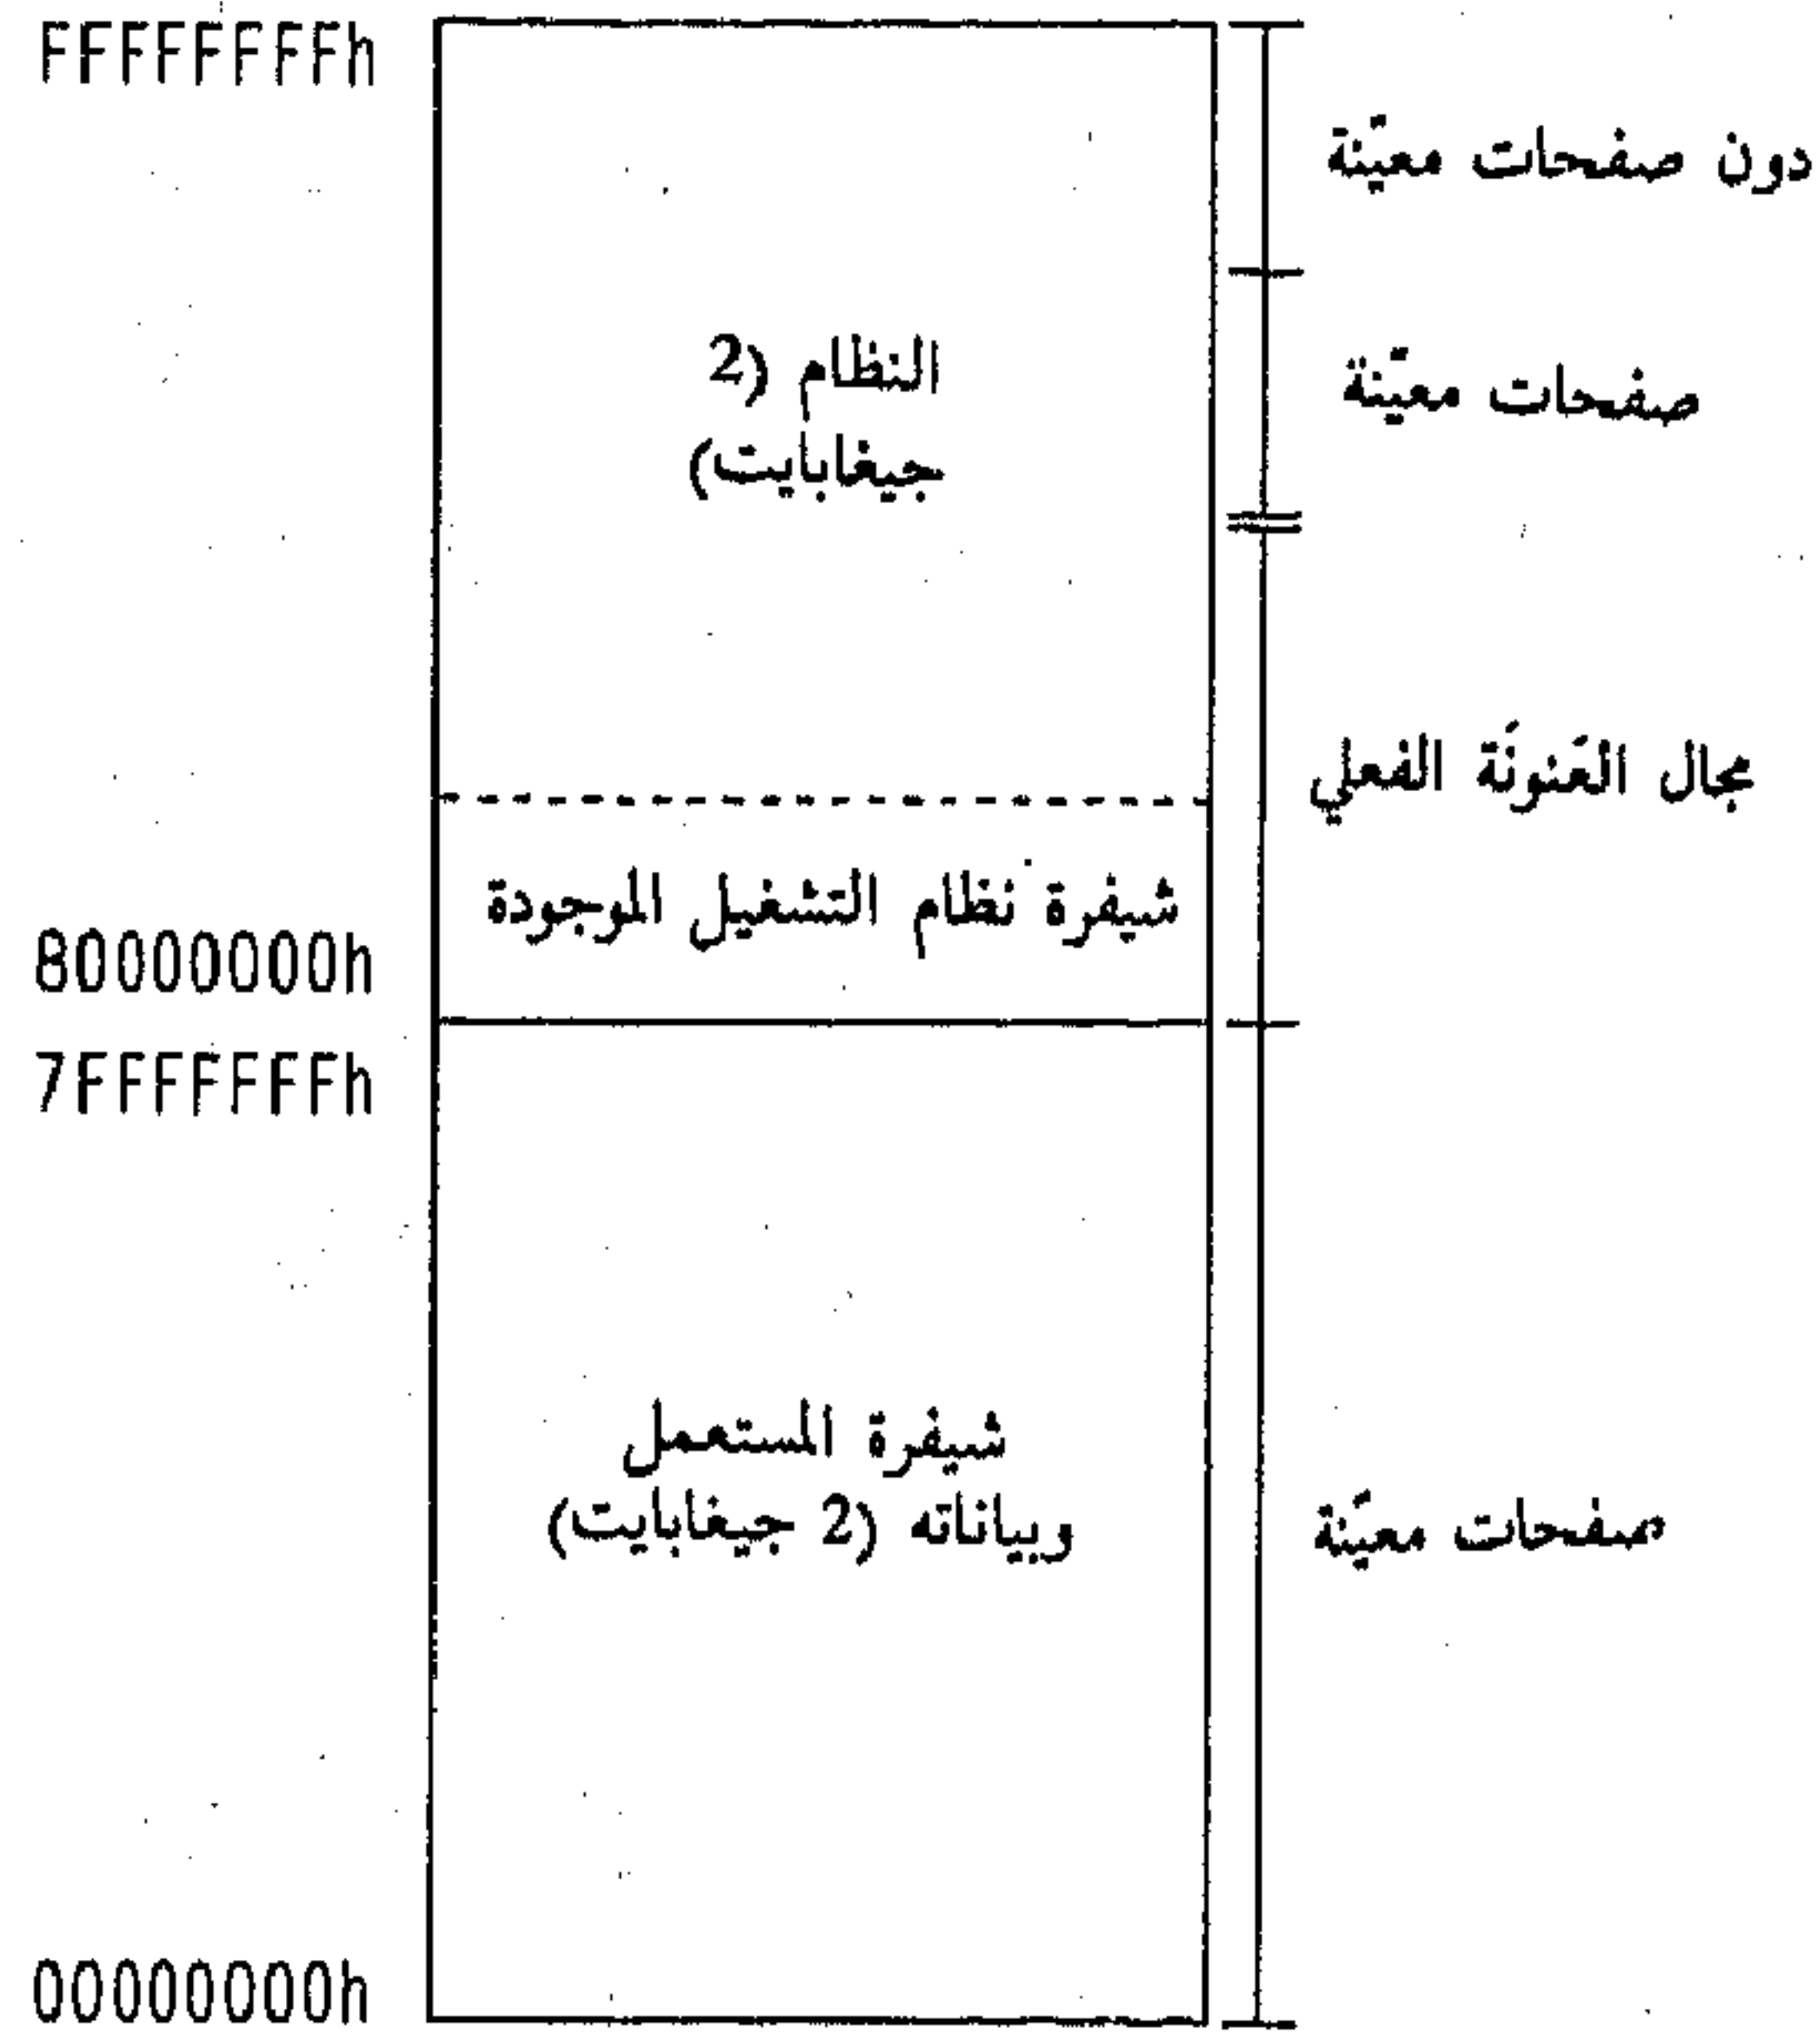 FFFFFFFFh
دون صفحات معيّنة
النظام (2
جيغابايت)
صفحات معيّنة
مجال العَنونَة الفعلي
شيفرة نظام التشغيل الموجودة
80000000h
7FFFFFFFh
شيفرة المستعمل
وبياناته (2 جيغابايت)
صفحات معيّنة
00000000h